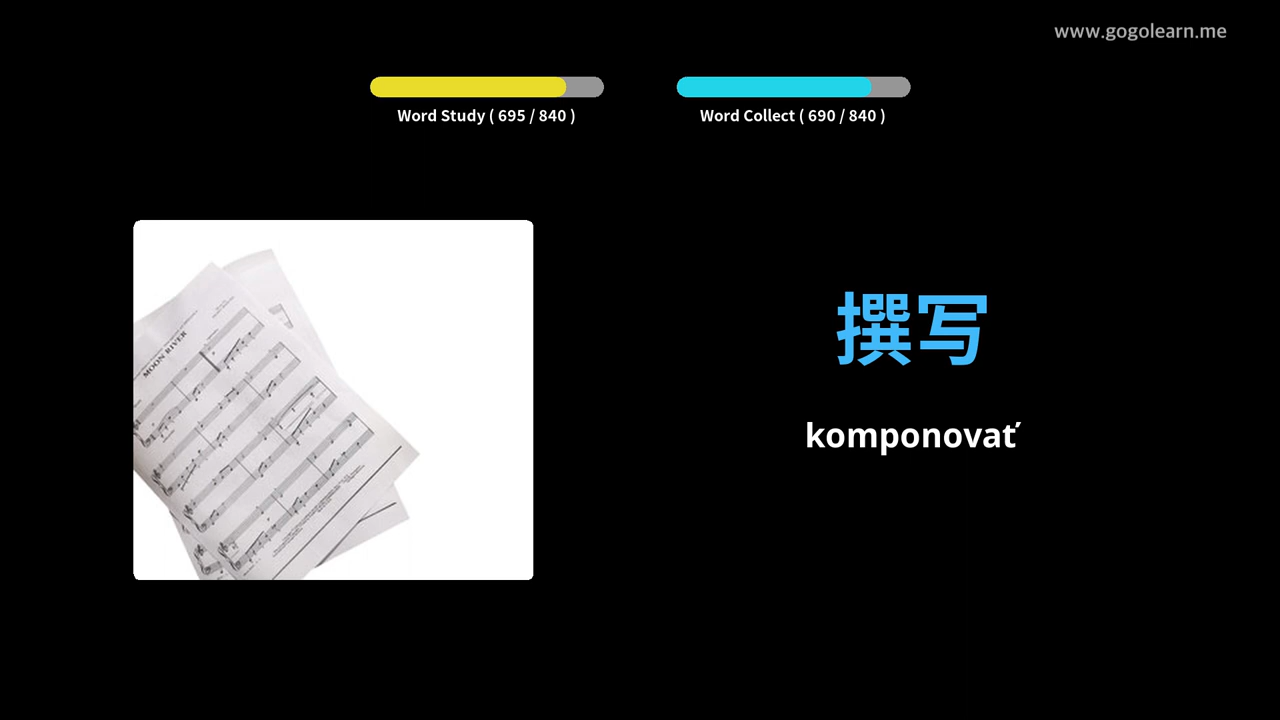 www.gogolearn.me
Word Study ( 695 / 840 )
Word Collect ( 690 / 840 )
MOON RIVER
撰写
komponovať